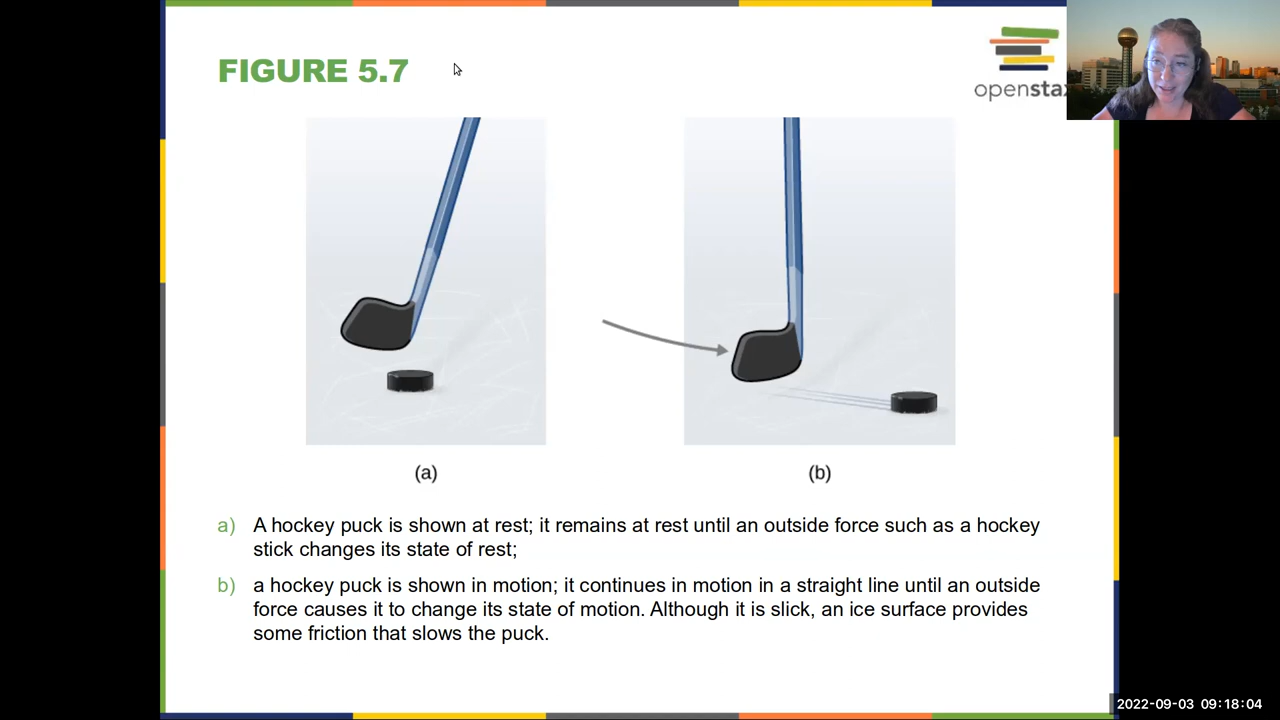 FIGURE 5.7
openstax
(a)
(b)
a) A hockey puck is shown at rest; it remains at rest until an outside force such as a hockey
stick changes its state of rest;
b) a hockey puck is shown in motion; it continues in motion in a straight line until an outside
force causes it to change its state of motion. Although it is slick, an ice surface provides
some friction that slows the puck.
2022-09-03 09:18:04